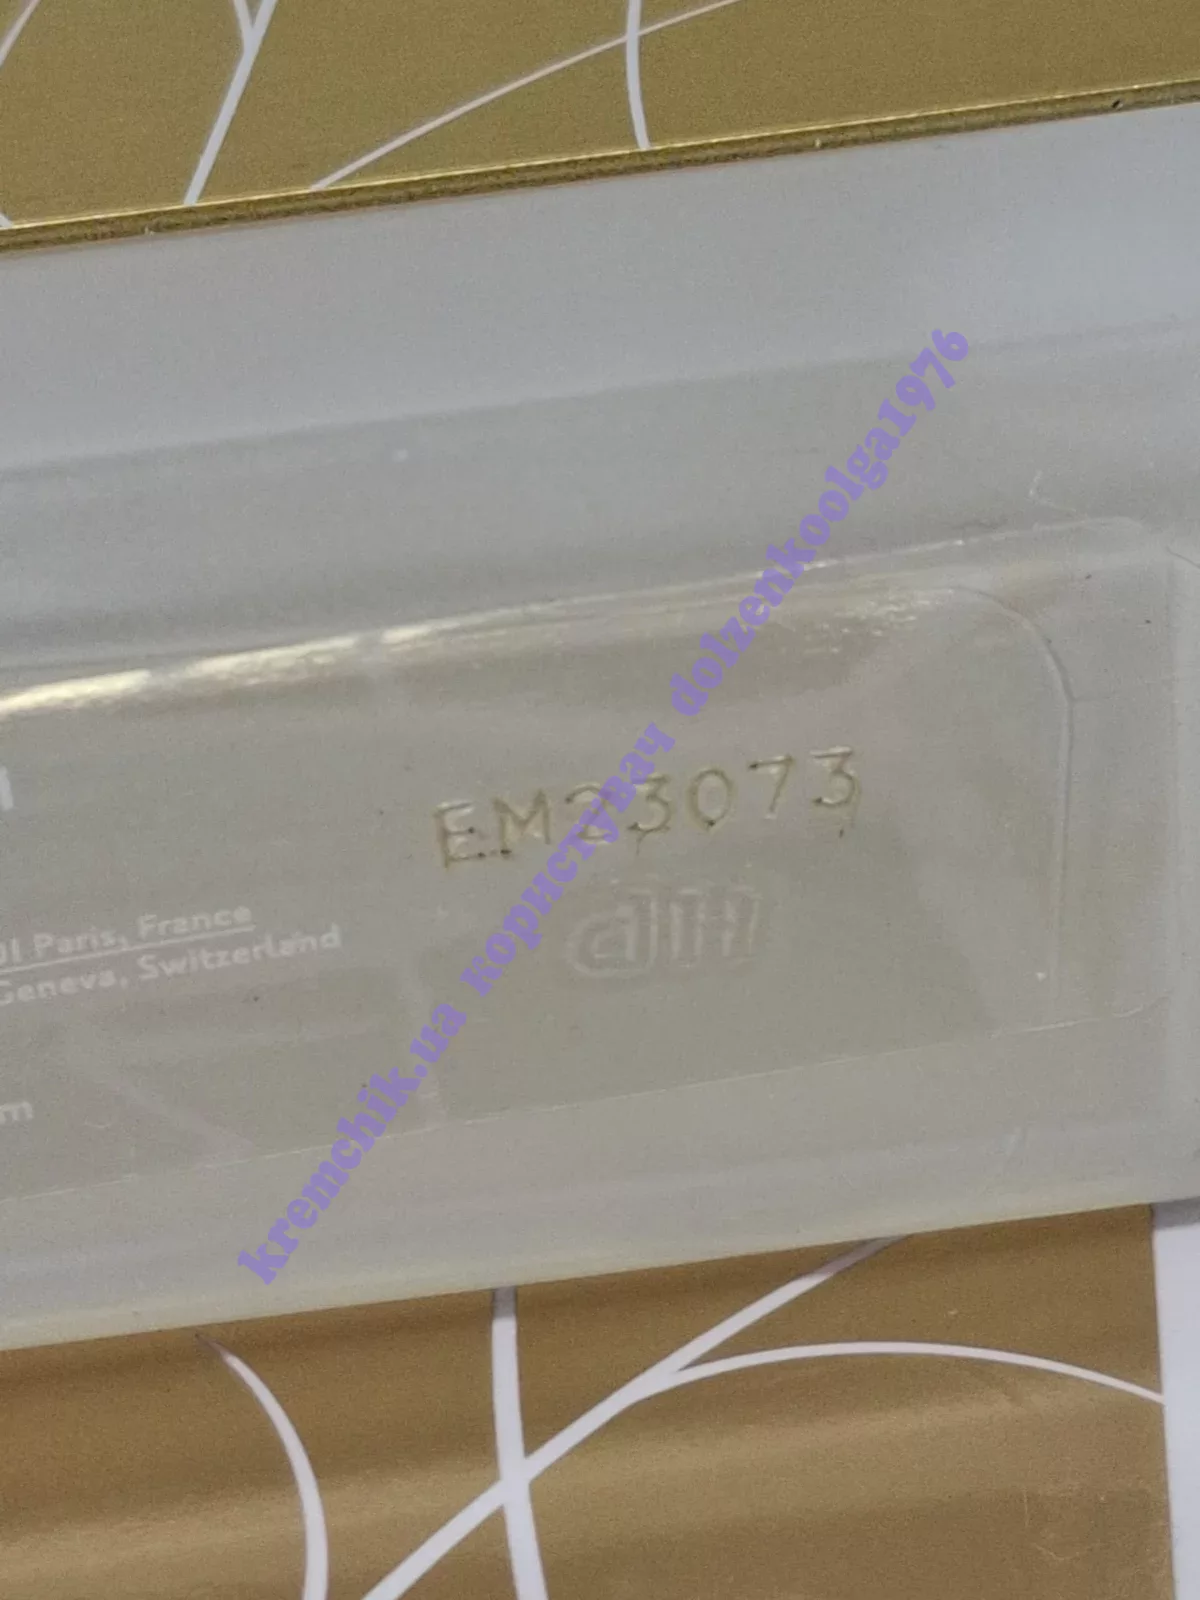 EM23073
Paris, France
Geneva, Switzerland
kremchik.ua користувач dolzenkoolga1976